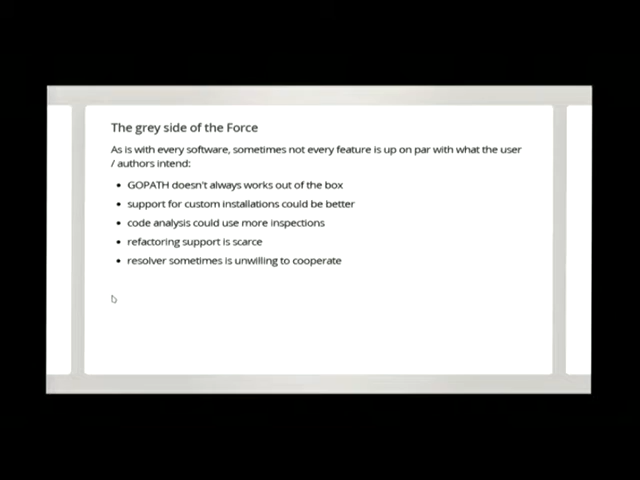 The grey side of the Force
As is with every software, sometimes not every feature is up on par with what the user
/ authors intend:
• GOPATH doesn't always works out of the box
• support for custom installations could be better
• code analysis could use more inspections
• refactoring support is scarce
• resolver sometimes is unwilling to cooperate